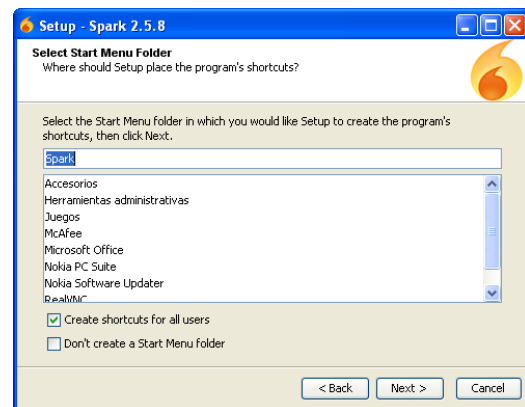 Setup - Spark 2.5.8
Select Start Menu Folder
Where should Setup place the program's shortcuts?
Select the Start Menu folder in which you would like Setup to create the program's
shortcuts, then click Next.
Spark
Accesorios
Herramientas administrativas
Juegos
McAfee
Microsoft Office
Nokia PC Suite
Nokia Software Updater
RealVNC
Create shortcuts for all users
Don't create a Start Menu folder
< Back Next > Cancel